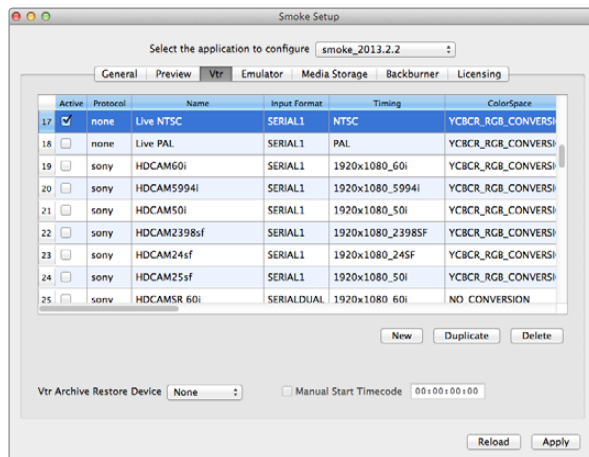 Smoke Setup
Select the application to configure smoke_2013.2.2
General Preview Vtr Emulator Media Storage Backburner Licensing
Active Protocol Name Input Format Timing ColorSpace
17 none Live NTSC SERIAL1 NTSC YCBCR_RGB_CONVERSI
18 none Live PAL SERIAL1 PAL YCBCR_RGB_CONVERSI
19 sony HDCAM60i SERIAL1 1920x1080_60i YCBCR_RGB_CONVERSI
20 sony HDCAM5994i SERIAL1 1920x1080_5994i YCBCR_RGB_CONVERSI
21 sony HDCAM50i SERIAL1 1920x1080_50i YCBCR_RGB_CONVERSI
22 sony HDCAM2398sf SERIAL1 1920x1080_2398SF YCBCR_RGB_CONVERSI
23 sony HDCAM24sf SERIAL1 1920x1080_24SF YCBCR_RGB_CONVERSI
24 sony HDCAM25sf SERIAL1 1920x1080_50i YCBCR_RGB_CONVERSI
25 sony HDCAMSR 60i SERIALDUAL 1920x1080 60i NO CONVERSION
New Duplicate Delete
Vtr Archive Restore Device None Manual Start Timecode 00:00:00:00
Reload Apply